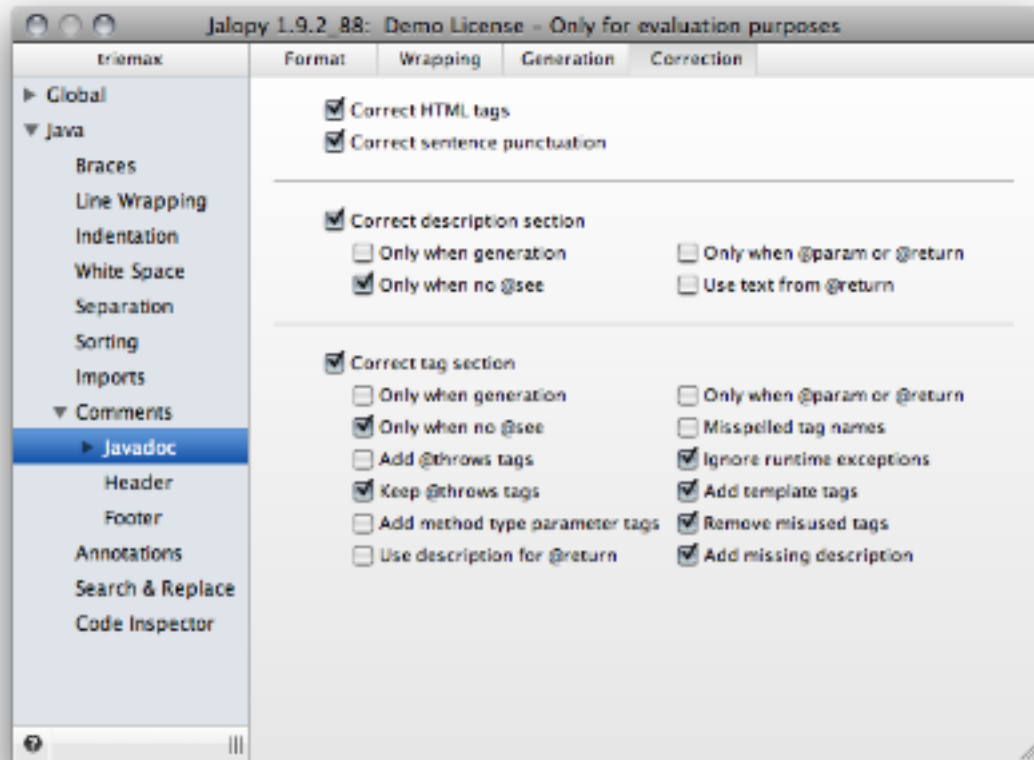 Jalopy 1.9.2_88: Demo License - Only for evaluation purposes
triemax
Format Wrapping Generation Correction
Global
Java
Braces
Line Wrapping
Indentation
White Space
Separation
Sorting
Imports
Comments
Javadoc
Header
Footer
Annotations
Search & Replace
Code Inspector
Correct HTML tags
Correct sentence punctuation
Correct description section
Only when generation Only when @param or @return
Only when no @see Use text from @return
Correct tag section
Only when generation Only when @param or @return
Only when no @see Misspelled tag names
Add @throws tags Ignore runtime exceptions
Keep @throws tags Add template tags
Add method type parameter tags Remove misused tags
Use description for @return Add missing description